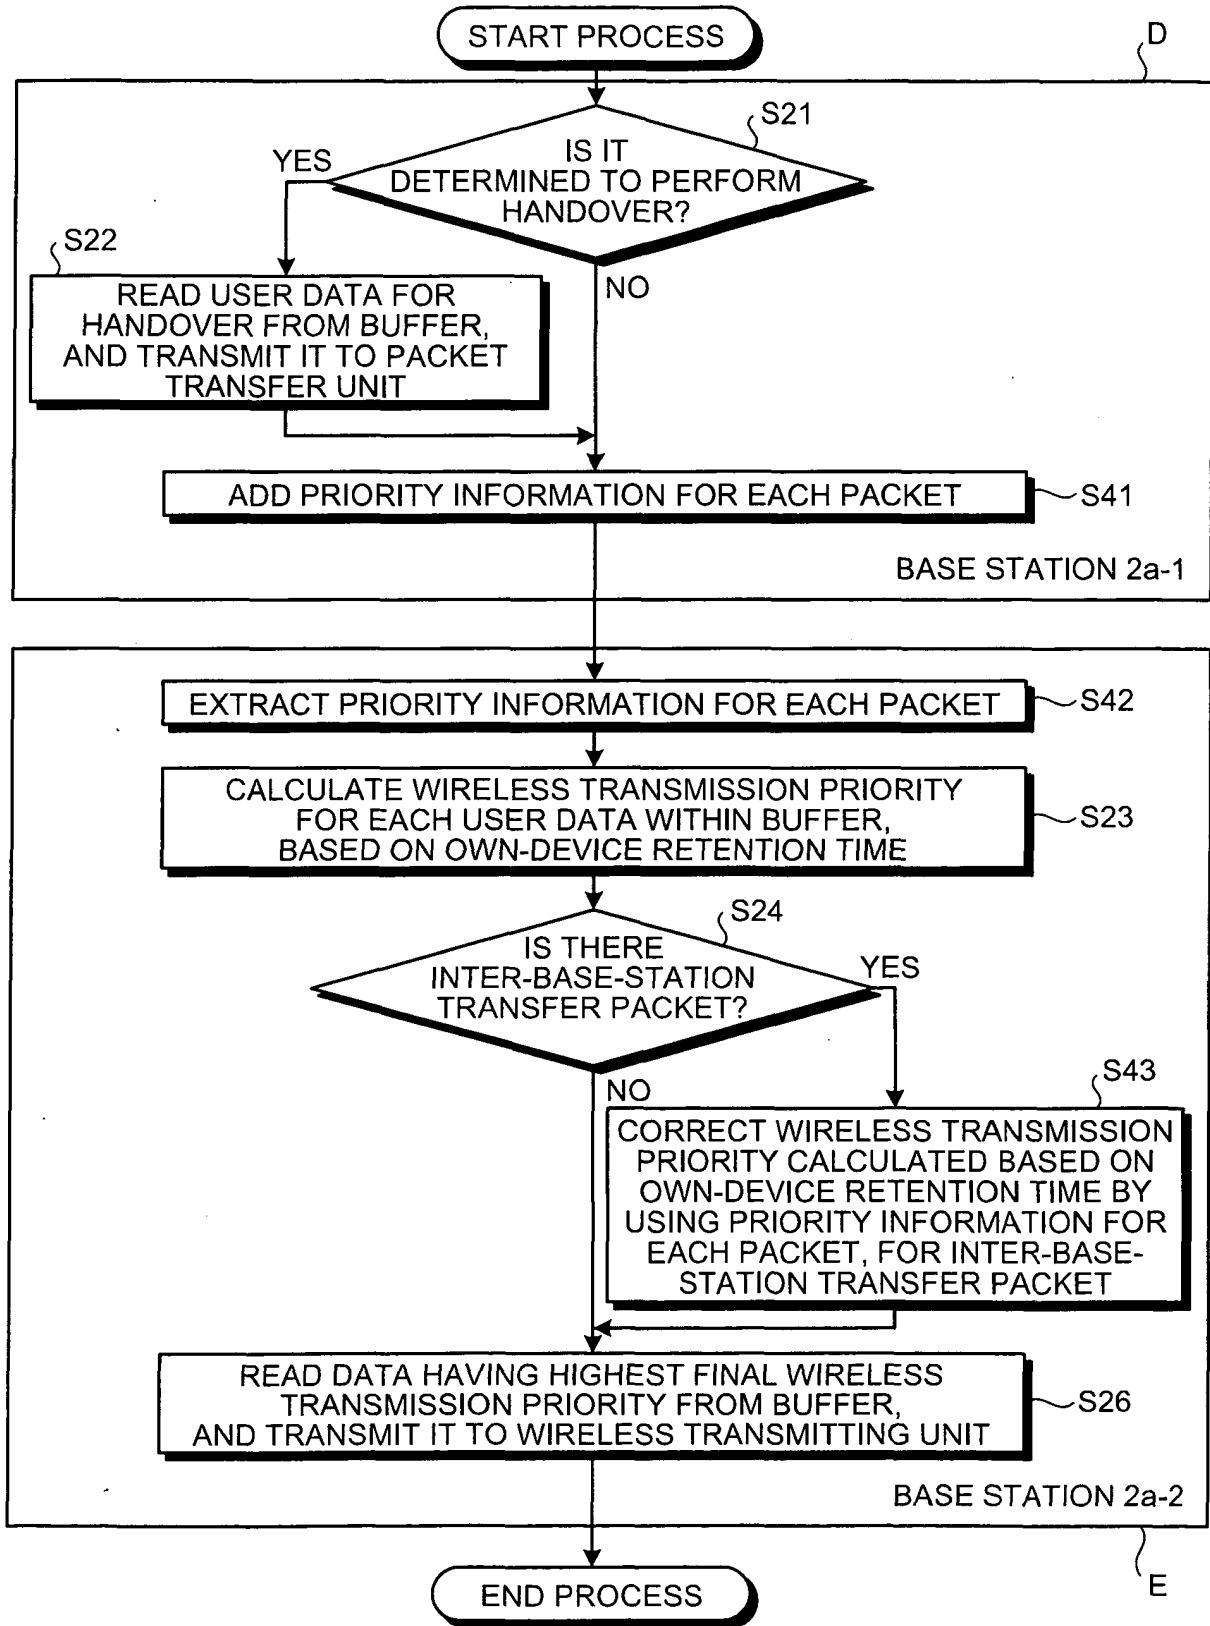 START PROCESS
D
S21
IS IT
DETERMINED TO PERFORM
HANDOVER?
YES
NO
S22
READ USER DATA FOR
HANDOVER FROM BUFFER,
AND TRANSMIT IT TO PACKET
TRANSFER UNIT
ADD PRIORITY INFORMATION FOR EACH PACKET
S41
BASE STATION 2a-1
EXTRACT PRIORITY INFORMATION FOR EACH PACKET
S42
CALCULATE WIRELESS TRANSMISSION PRIORITY
FOR EACH USER DATA WITHIN BUFFER,
BASED ON OWN-DEVICE RETENTION TIME
S23
S24
IS THERE
INTER-BASE-STATION
TRANSFER PACKET?
YES
NO
S43
CORRECT WIRELESS TRANSMISSION
PRIORITY CALCULATED BASED ON
OWN-DEVICE RETENTION TIME BY
USING PRIORITY INFORMATION FOR
EACH PACKET, FOR INTER-BASE-
STATION TRANSFER PACKET
READ DATA HAVING HIGHEST FINAL WIRELESS
TRANSMISSION PRIORITY FROM BUFFER,
AND TRANSMIT IT TO WIRELESS TRANSMITTING UNIT
S26
BASE STATION 2a-2
E
END PROCESS